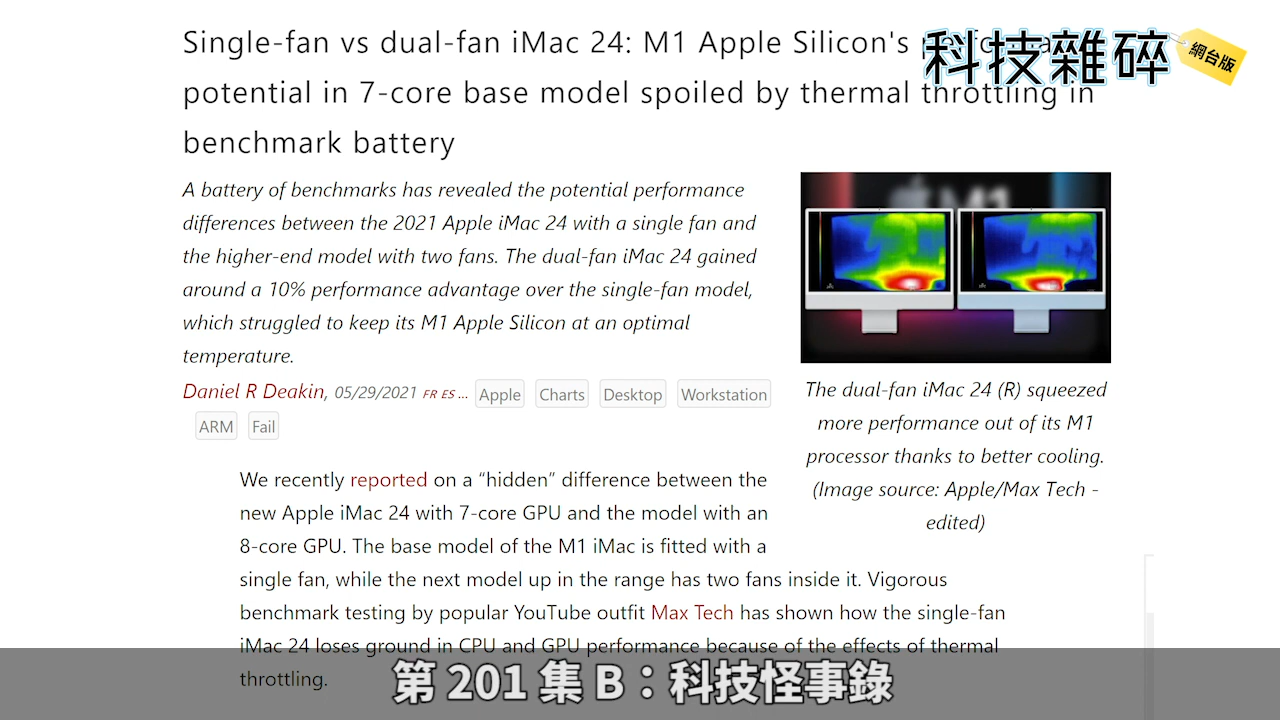 Single-fan vs dual-fan iMac 24: M1 Apple Silicon's
科技雜碎
網台版
potential in 7-core base model spoiled by thermal throttling in
benchmark battery
A battery of benchmarks has revealed the potential performance
differences between the 2021 Apple iMac 24 with a single fan and
the higher-end model with two fans. The dual-fan iMac 24 gained
around a 10% performance advantage over the single-fan model,
which struggled to keep its M1 Apple Silicon at an optimal
temperature.
Daniel R Deakin, 05/29/2021 FR ES ... Apple Charts Desktop Workstation
ARM Fail
M1
The dual-fan iMac 24 (R) squeezed
more performance out of its M1
processor thanks to better cooling.
(Image source: Apple/Max Tech -
edited)
We recently reported on a “hidden” difference between the
new Apple iMac 24 with 7-core GPU and the model with an
8-core GPU. The base model of the M1 iMac is fitted with a
single fan, while the next model up in the range has two fans inside it. Vigorous
benchmark testing by popular YouTube outfit Max Tech has shown how the single-fan
iMac 24 loses ground in CPU and GPU performance because of the effects of thermal
throttling.
第 201 集 B：科技怪事錄